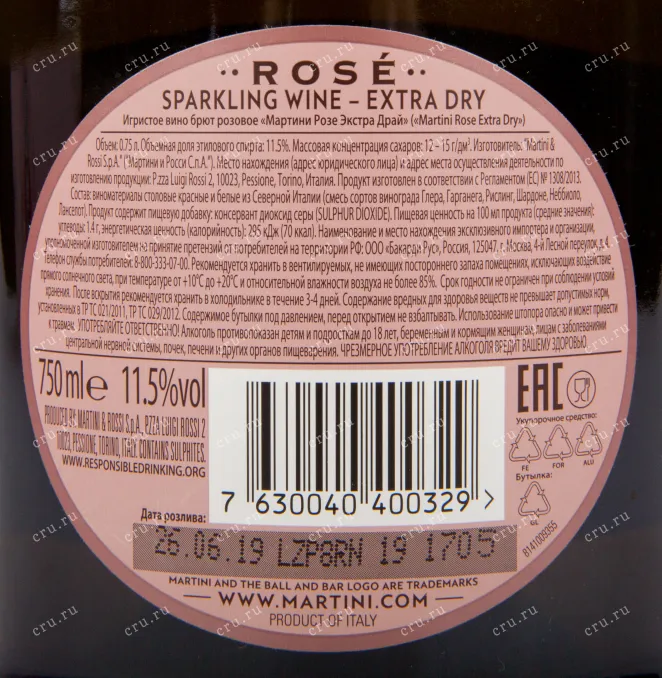 ··ROSÉ··
SPARKLING WINE – EXTRA DRY
Игристое вино брют розовое «Мартини Розе Экстра Драй» («Martini Rose Extra Dry»)
Объем: 0.75 л. Объемная доля этилового спирта: 11.5%. Массовая концентрация сахаров: 12 – 15 г/дм³. Изготовитель: "Martini &
Rossi S.p.A." ("Мартини и Росси С.п.А."). Место нахождения (адрес юридического лица) и адрес места осуществления деятельности по
изготовлению продукции: P.zza Luigi Rossi 2, 10023, Pessione, Torino, Италия. Продукт изготовлен в соответствии с Регламентом (ЕС) № 1308/2013.
Состав: виноматериалы столовые красные и белые из Северной Италии (смесь сортов винограда Глера, Гарганега, Рислинг, Шардоне, Неббиоло,
Ланселот). Продукт содержит пищевую добавку: консервант диоксид серы (SULPHUR DIOXIDE). Пищевая ценность на 100 мл продукта (средние значения):
углеводы: 1.4 г, энергетическая ценность (калорийность): 295 кДж (70 ккал). Наименование и место нахождения эксклюзивного импортера и организации,
уполномоченной изготовителем на принятие претензий от потребителей на территории РФ: ООО «Бакарди Рус», Россия, 125047, г. Москва, 4-й Лесной переулок, д.4.
Телефон службы потребителей: 8-800-333-07-00. Рекомендуется хранить в вентилируемых, не имеющих постороннего запаха помещениях, исключающих воздействие
прямого солнечного света, при температуре от +10°С до +20°С и относительной влажности воздуха не более 85%. Срок годности не ограничен при соблюдении условий
хранения. После вскрытия рекомендуется хранить в холодильнике в течение 3-4 дней. Содержание вредных для здоровья веществ не превышает допустимых норм,
установленных в ТР ТС 021/2011, ТР ТС 029/2012. Содержимое бутылки под давлением, перед открытием не взбалтывать. Использование штопора опасно и может привести
к травмам. УПОТРЕБЛЯЙТЕ ОТВЕТСТВЕННО! Алкоголь противопоказан детям и подросткам до 18 лет, беременным и кормящим женщинам, лицам с заболеваниями
центральной нервной системы, почек, печени и других органов пищеварения. ЧРЕЗМЕРНОЕ УПОТРЕБЛЕНИЕ АЛКОГОЛЯ ВРЕДИТ ВАШЕМУ ЗДОРОВЬЮ
750 ml e 11.5%vol
PRODUCED BY: MARTINI & ROSSI S.p.A., P.ZZA LUIGI ROSSI 2
10023, PESSIONE, TORINO, ITALY. CONTAINS SULPHITES.
WWW.RESPONSIBLEDRINKING.ORG
7 630040 400329 >
EAC
Укупорочное средство:
FE FOR ALU
Бутылка:
GL
8141009355
Дата розлива:
26.06.19 LZP8RN 19 1705
MARTINI AND THE BALL AND BAR LOGO ARE TRADEMARKS
— WWW.MARTINI.COM —
PRODUCT OF ITALY